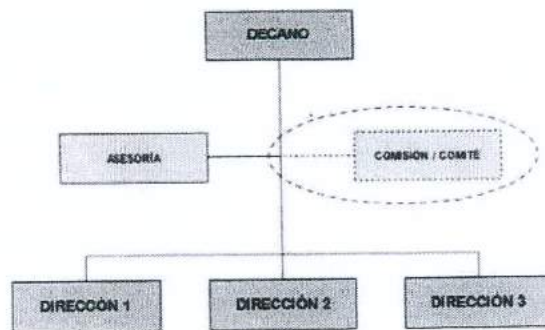 DECANO
ASESORÍA
COMISIÓN / COMITÉ
DIRECCÓN 1
DIRECCIÓN 2
DIRECCIÓN 3